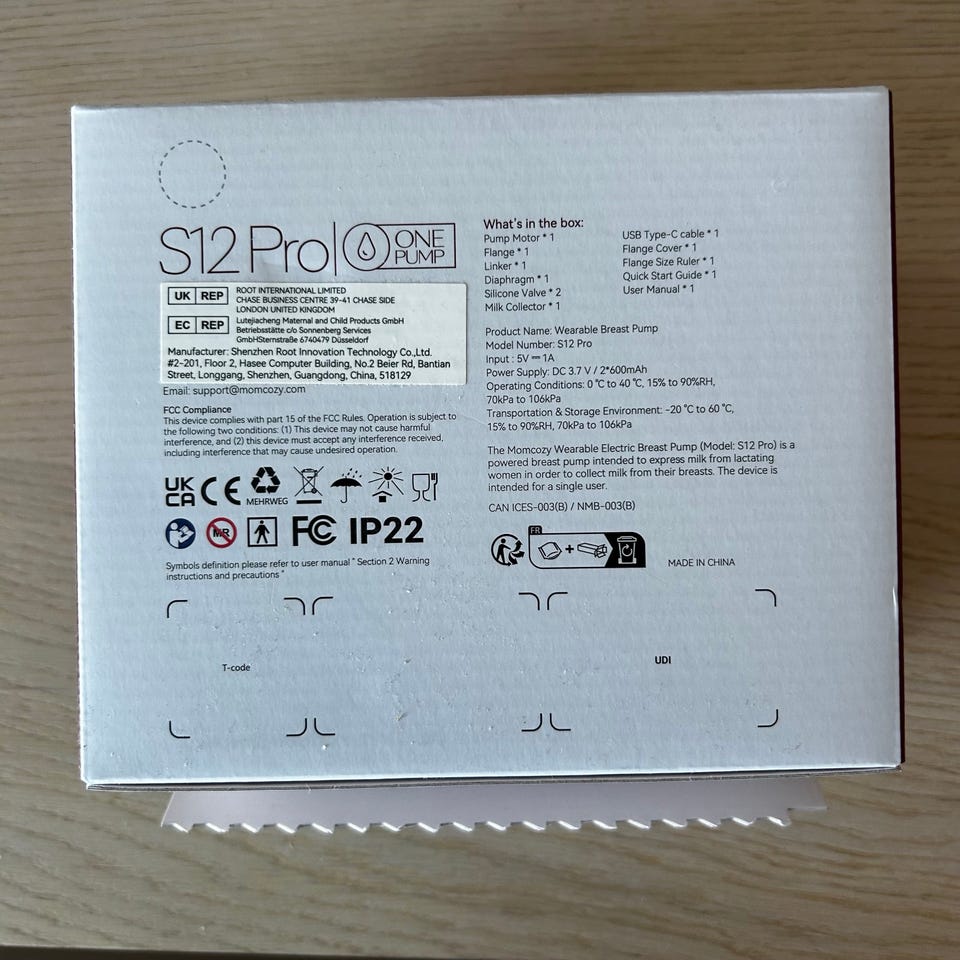 S12 Pro
ONE
PUMP
UK REP
ROOT INTERNATIONAL LIMITED
CHASE BUSINESS CENTRE 39-41 CHASE SIDE
LONDON UNITED KINGDOM
EC REP
Lutejiacheng Maternal and Child Products GmbH
Betriebsstätte c/o Sonnenberg Services
GmbHSternstraße 6740479 Düsseldorf
Manufacturer: Shenzhen Root Innovation Technology Co.,Ltd.
#2-201, Floor 2, Hasee Computer Building, No.2 Beier Rd, Bantian
Street, Longgang, Shenzhen, Guangdong, China, 518129
Email: support@momcozy.com
FCC Compliance
This device complies with part 15 of the FCC Rules. Operation is subject to
the following two conditions: (1) This device may not cause harmful
interference, and (2) this device must accept any interference received,
including interference that may cause undesired operation.
UK
CA
CE
MEHRWEG
MR
FC
IP22
Symbols definition please refer to user manual " Section 2 Warning
instructions and precautions "
What's in the box:
Pump Motor * 1
Flange * 1
Linker * 1
Diaphragm * 1
Silicone Valve * 2
Milk Collector * 1
USB Type-C cable * 1
Flange Cover * 1
Flange Size Ruler * 1
Quick Start Guide * 1
User Manual * 1
Product Name: Wearable Breast Pump
Model Number: S12 Pro
Input : 5V ⎓ 1A
Power Supply: DC 3.7 V / 2*600mAh
Operating Conditions: 0 °C to 40 °C, 15% to 90%RH,
70kPa to 106kPa
Transportation & Storage Environment: -20 °C to 60 °C,
15% to 90%RH, 70kPa to 106kPa
The Momcozy Wearable Electric Breast Pump (Model: S12 Pro) is a
powered breast pump intended to express milk from lactating
women in order to collect milk from their breasts. The device is
intended for a single user.
CAN ICES-003(B) / NMB-003(B)
FR
+
MADE IN CHINA
T-code
UDI